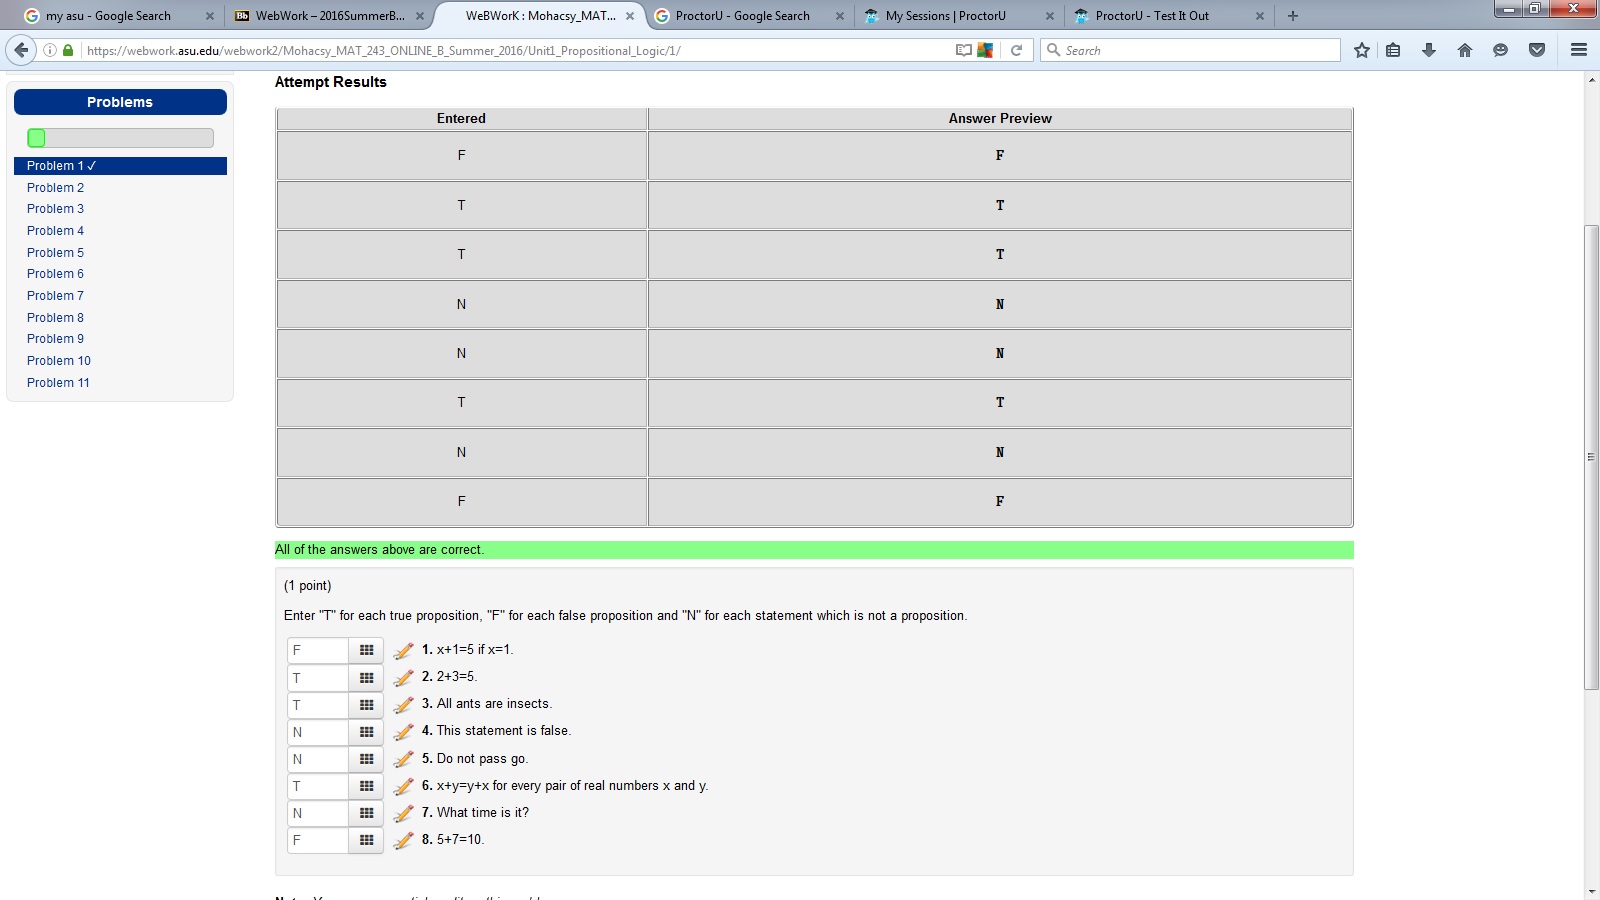 my asu - Google Search
WebWork – 2016SummerB...
WeBWorK : Mohacsy_MAT...
ProctorU - Google Search
My Sessions | ProctorU
ProctorU - Test It Out
https://webwork.asu.edu/webwork2/Mohacsy_MAT_243_ONLINE_B_Summer_2016/Unit1_Propositional_Logic/1/
Search
Problems
Problem 1 ✓
Problem 2
Problem 3
Problem 4
Problem 5
Problem 6
Problem 7
Problem 8
Problem 9
Problem 10
Problem 11
Attempt Results
Entered Answer Preview
F F
T T
T T
N N
N N
T T
N N
F F
All of the answers above are correct.
(1 point)
Enter "T" for each true proposition, "F" for each false proposition and "N" for each statement which is not a proposition.
F 1. x+1=5 if x=1.
T 2. 2+3=5.
T 3. All ants are insects.
N 4. This statement is false.
N 5. Do not pass go.
T 6. x+y=y+x for every pair of real numbers x and y.
N 7. What time is it?
F 8. 5+7=10.